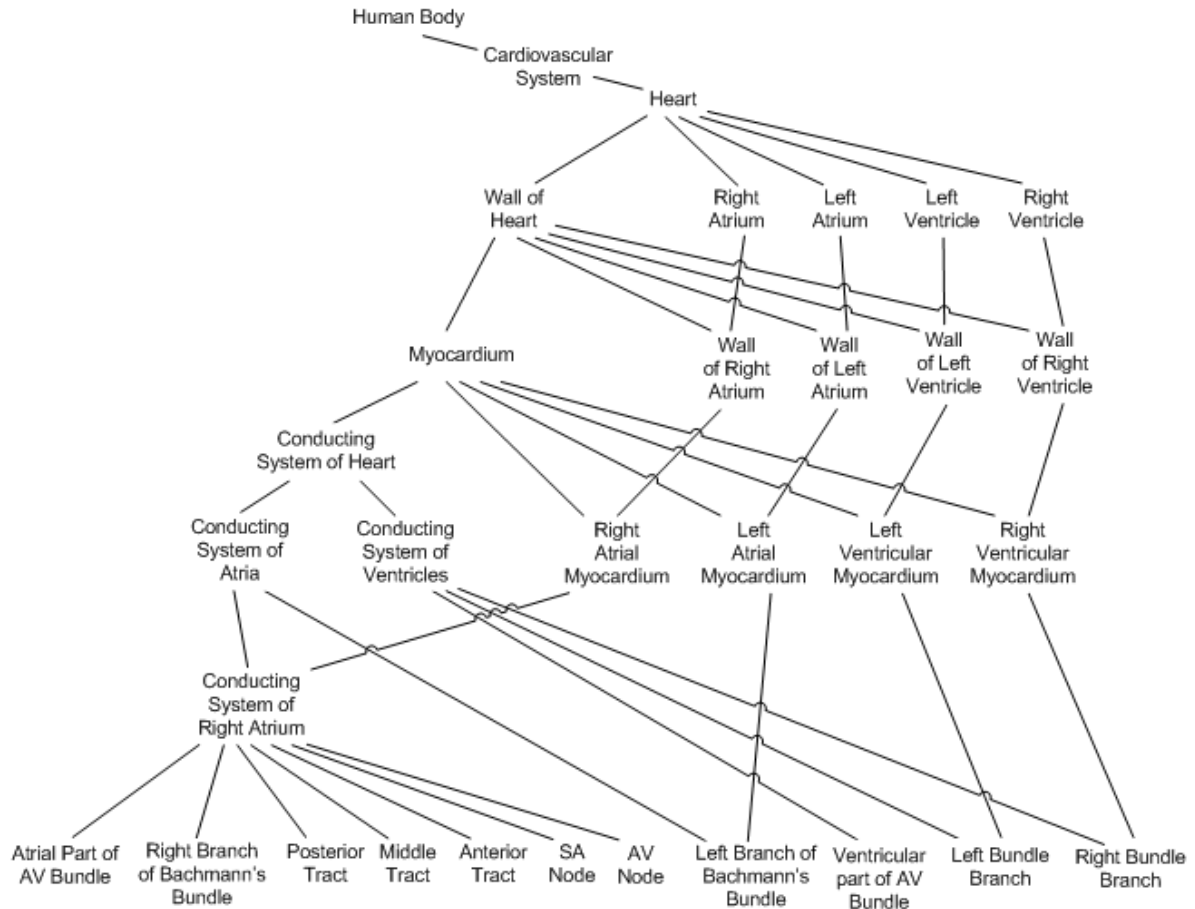 Human Body
Cardiovascular
System
Heart
Wall of
Heart
Right
Atrium
Left
Atrium
Left
Ventricle
Right
Ventricle
Myocardium
Wall
of Right
Atrium
Wall
of Left
Atrium
Wall
of Left
Ventricle
Wall
of Right
Ventricle
Conducting
System of Heart
Conducting
System of
Atria
Conducting
System of
Ventricles
Right
Atrial
Myocardium
Left
Atrial
Myocardium
Left
Ventricular
Myocardium
Right
Ventricular
Myocardium
Conducting
System of
Right Atrium
Atrial Part of
AV Bundle
Right Branch
of Bachmann's
Bundle
Posterior
Tract
Middle
Tract
Anterior
Tract
SA
Node
AV
Node
Left Branch of
Bachmann's
Bundle
Ventricular
part of AV
Bundle
Left Bundle
Branch
Right Bundle
Branch